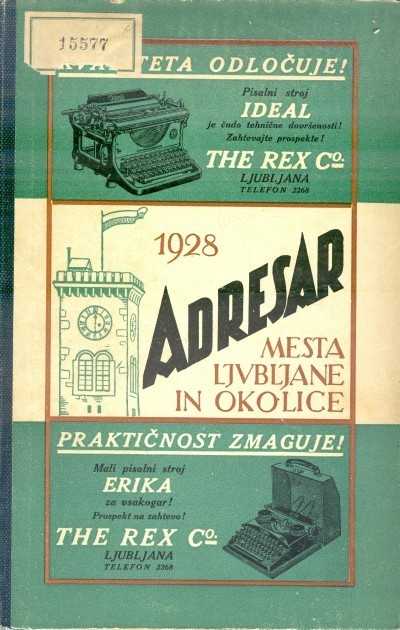 15577
ETA ODLOČUJE!
Pisalni stroj
IDEAL
je čudo tehnične dovršenosti!
Zahtevajte prospekte!
THE REX Co.
LJUBLJANA
TELEFON 2268
1928
ADRESAR
MESTA
LJVBLJANE
IN OKOLICE
PRAKTIČNOST ZMAGUJE!
Mali pisalni stroj
ERIKA
za vsakogar!
Prospekt na zahtevo!
THE REX Co.
LJUBLJANA
TELEFON 2268